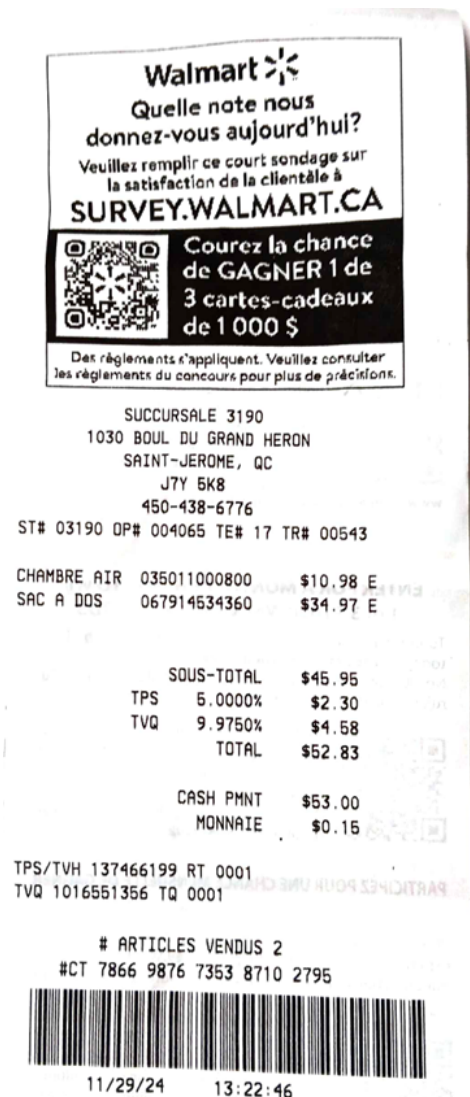 Walmart
Quelle note nous
donnez-vous aujourd'hui?
Veuillez remplir ce court sondage sur
la satisfaction de la clientèle à
SURVEY.WALMART.CA
Courez la chance
de GAGNER 1 de
3 cartes-cadeaux
de 1 000 $
Des règlements s'appliquent. Veuillez consulter
les règlements du concours pour plus de précisions.
SUCCURSALE 3190
1030 BOUL DU GRAND HERON
SAINT-JEROME, QC
J7Y 5K8
450-438-6776
ST# 03190 OP# 004065 TE# 17 TR# 00543
CHAMBRE AIR 035011000800 $10.98 E
SAC A DOS 067914534360 $34.97 E
SOUS-TOTAL $45.95
TPS 5.0000% $2.30
TVQ 9.9750% $4.58
TOTAL $52.83
CASH PMNT $53.00
MONNAIE $0.15
TPS/TVH 137466199 RT 0001
TVQ 1016551356 TQ 0001
PARTICIPEZ POUR UNE CHANCE
# ARTICLES VENDUS 2
#CT 7866 9876 7353 8710 2795
11/29/24 13:22:46